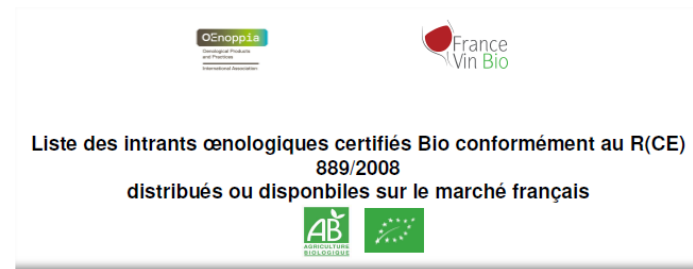 OEnoppia
Oenological Products
and Practices
International Association
France
Vin Bio
Liste des intrants œnologiques certifiés Bio conformément au R(CE)
889/2008
distribués ou disponbiles sur le marché français
AB
AGRICULTURE
BIOLOGIQUE